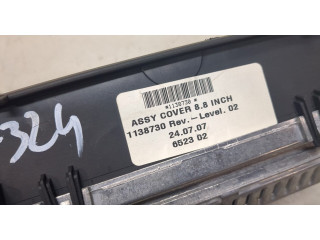 *1138730*
ASSY COVER 8.8 INCH
1138730 Rev.-Level. 02
24.07.07
6523 02
324